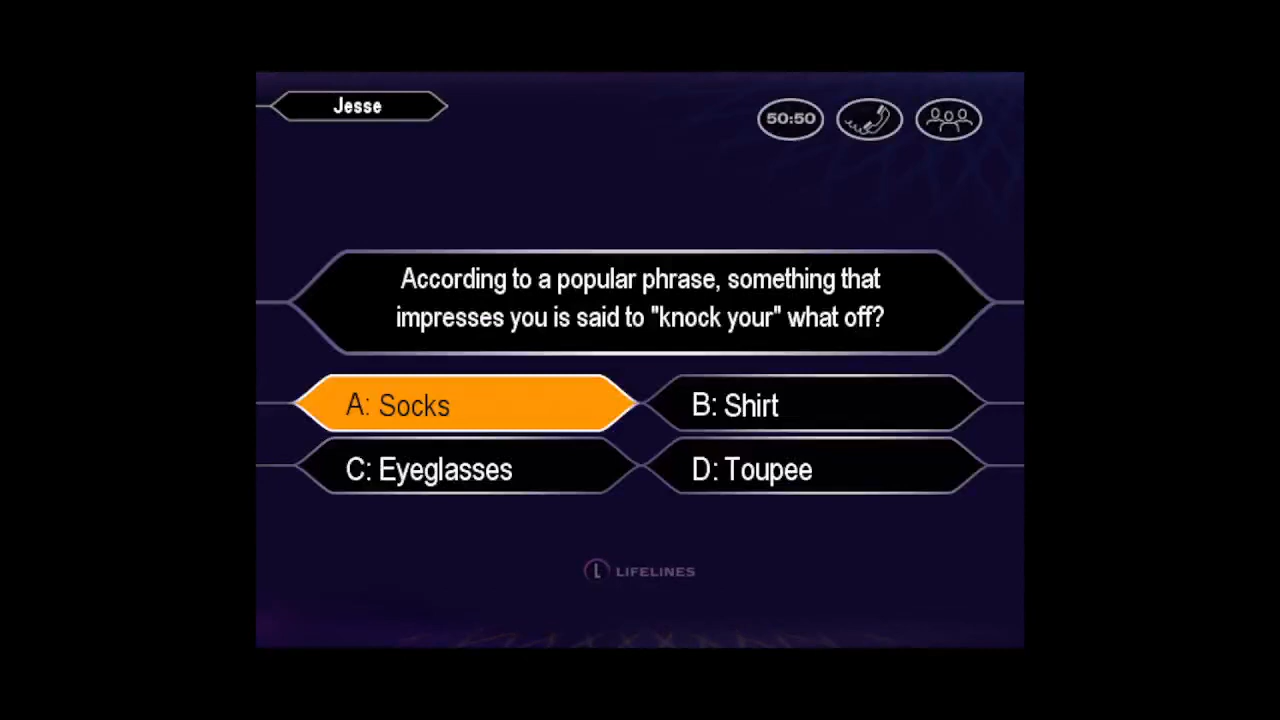 Jesse
50:50
According to a popular phrase, something that
impresses you is said to "knock your" what off?
A: Socks
B: Shirt
C: Eyeglasses
D: Toupee
L LIFELINES